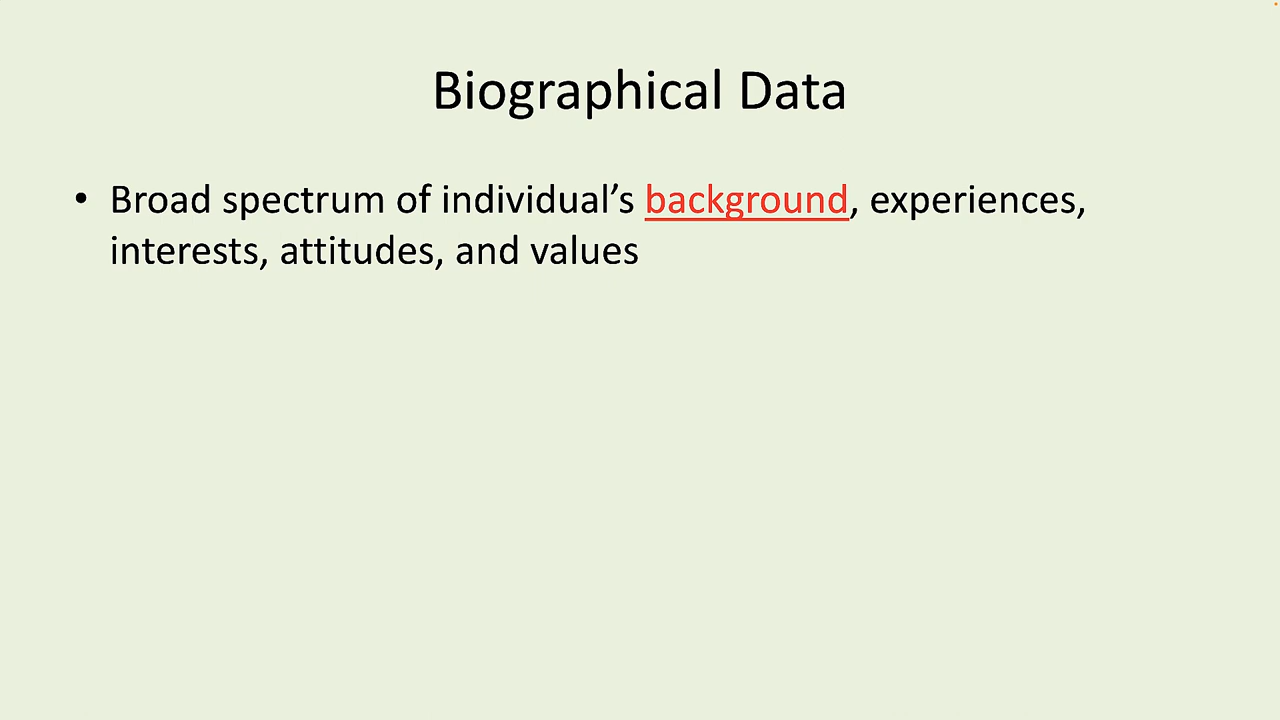 Biographical Data
• Broad spectrum of individual’s background, experiences,
interests, attitudes, and values